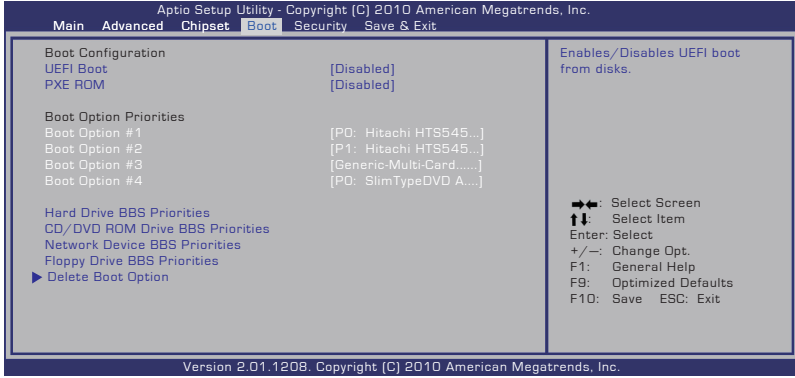 Aptio Setup Utility - Copyright (C) 2010 American Megatrends, Inc.
Main Advanced Chipset Boot Security Save & Exit
Boot Configuration
UEFI Boot [Disabled]
PXE ROM [Disabled]
Boot Option Priorities
Boot Option #1 [P0: Hitachi HTS545...]
Boot Option #2 [P1: Hitachi HTS545...]
Boot Option #3 [Generic-Multi-Card......]
Boot Option #4 [P0: SlimTypeDVD A....]
Hard Drive BBS Priorities
CD/DVD ROM Drive BBS Priorities
Network Device BBS Priorities
Floppy Drive BBS Priorities
Delete Boot Option
Enables/Disables UEFI boot
from disks.
→←: Select Screen
↑↓: Select Item
Enter: Select
+/—: Change Opt.
F1: General Help
F9: Optimized Defaults
F10: Save ESC: Exit
Version 2.01.1208. Copyright (C) 2010 American Megatrends, Inc.